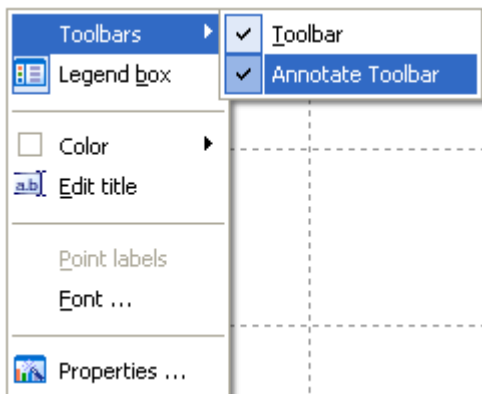 Toolbars
Toolbar
Legend box
Annotate Toolbar
Color
a.b
Edit title
Point labels
Font ...
Properties ...